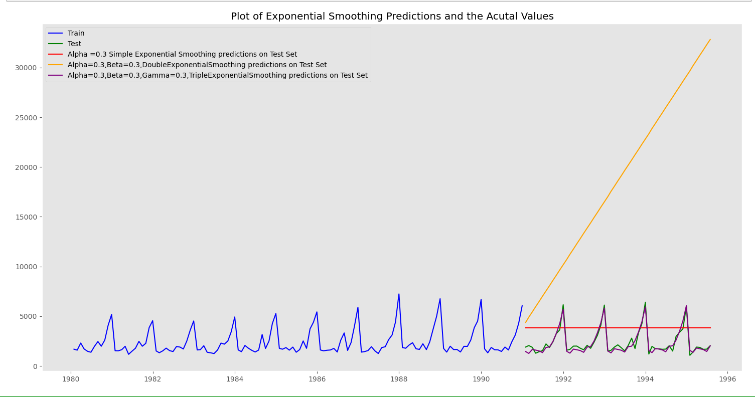 Plot of Exponential Smoothing Predictions and the Acutal Values
Train
Test
Alpha =0.3 Simple Exponential Smoothing predictions on Test Set
Alpha=0.3,Beta=0.3,DoubleExponentialSmoothing predictions on Test Set
Alpha=0.3,Beta=0.3,Gamma=0.3,TripleExponentialSmoothing predictions on Test Set
30000
25000
20000
15000
10000
5000
0
1980 1982 1984 1986 1988 1990 1992 1994 1996